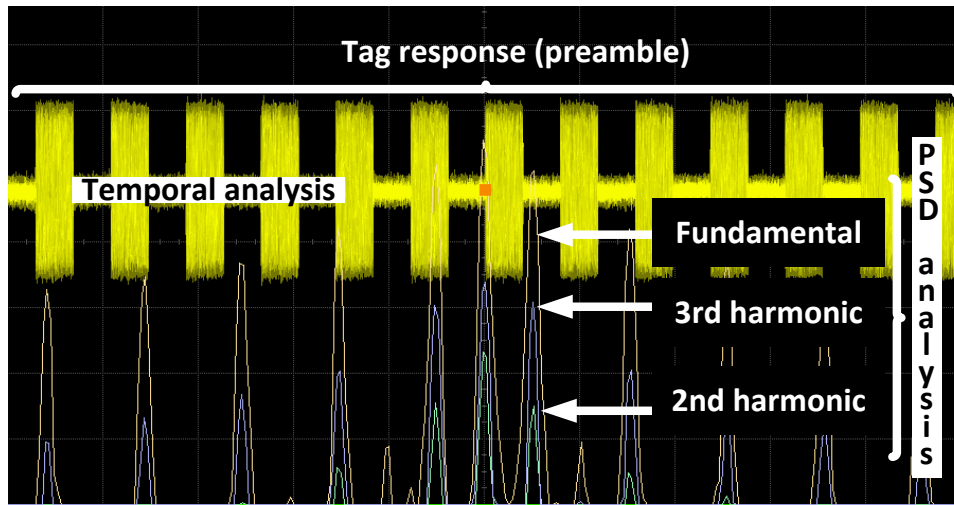 Tag response (preamble)
Temporal analysis
PSD analysis
Fundamental
3rd harmonic
2nd harmonic